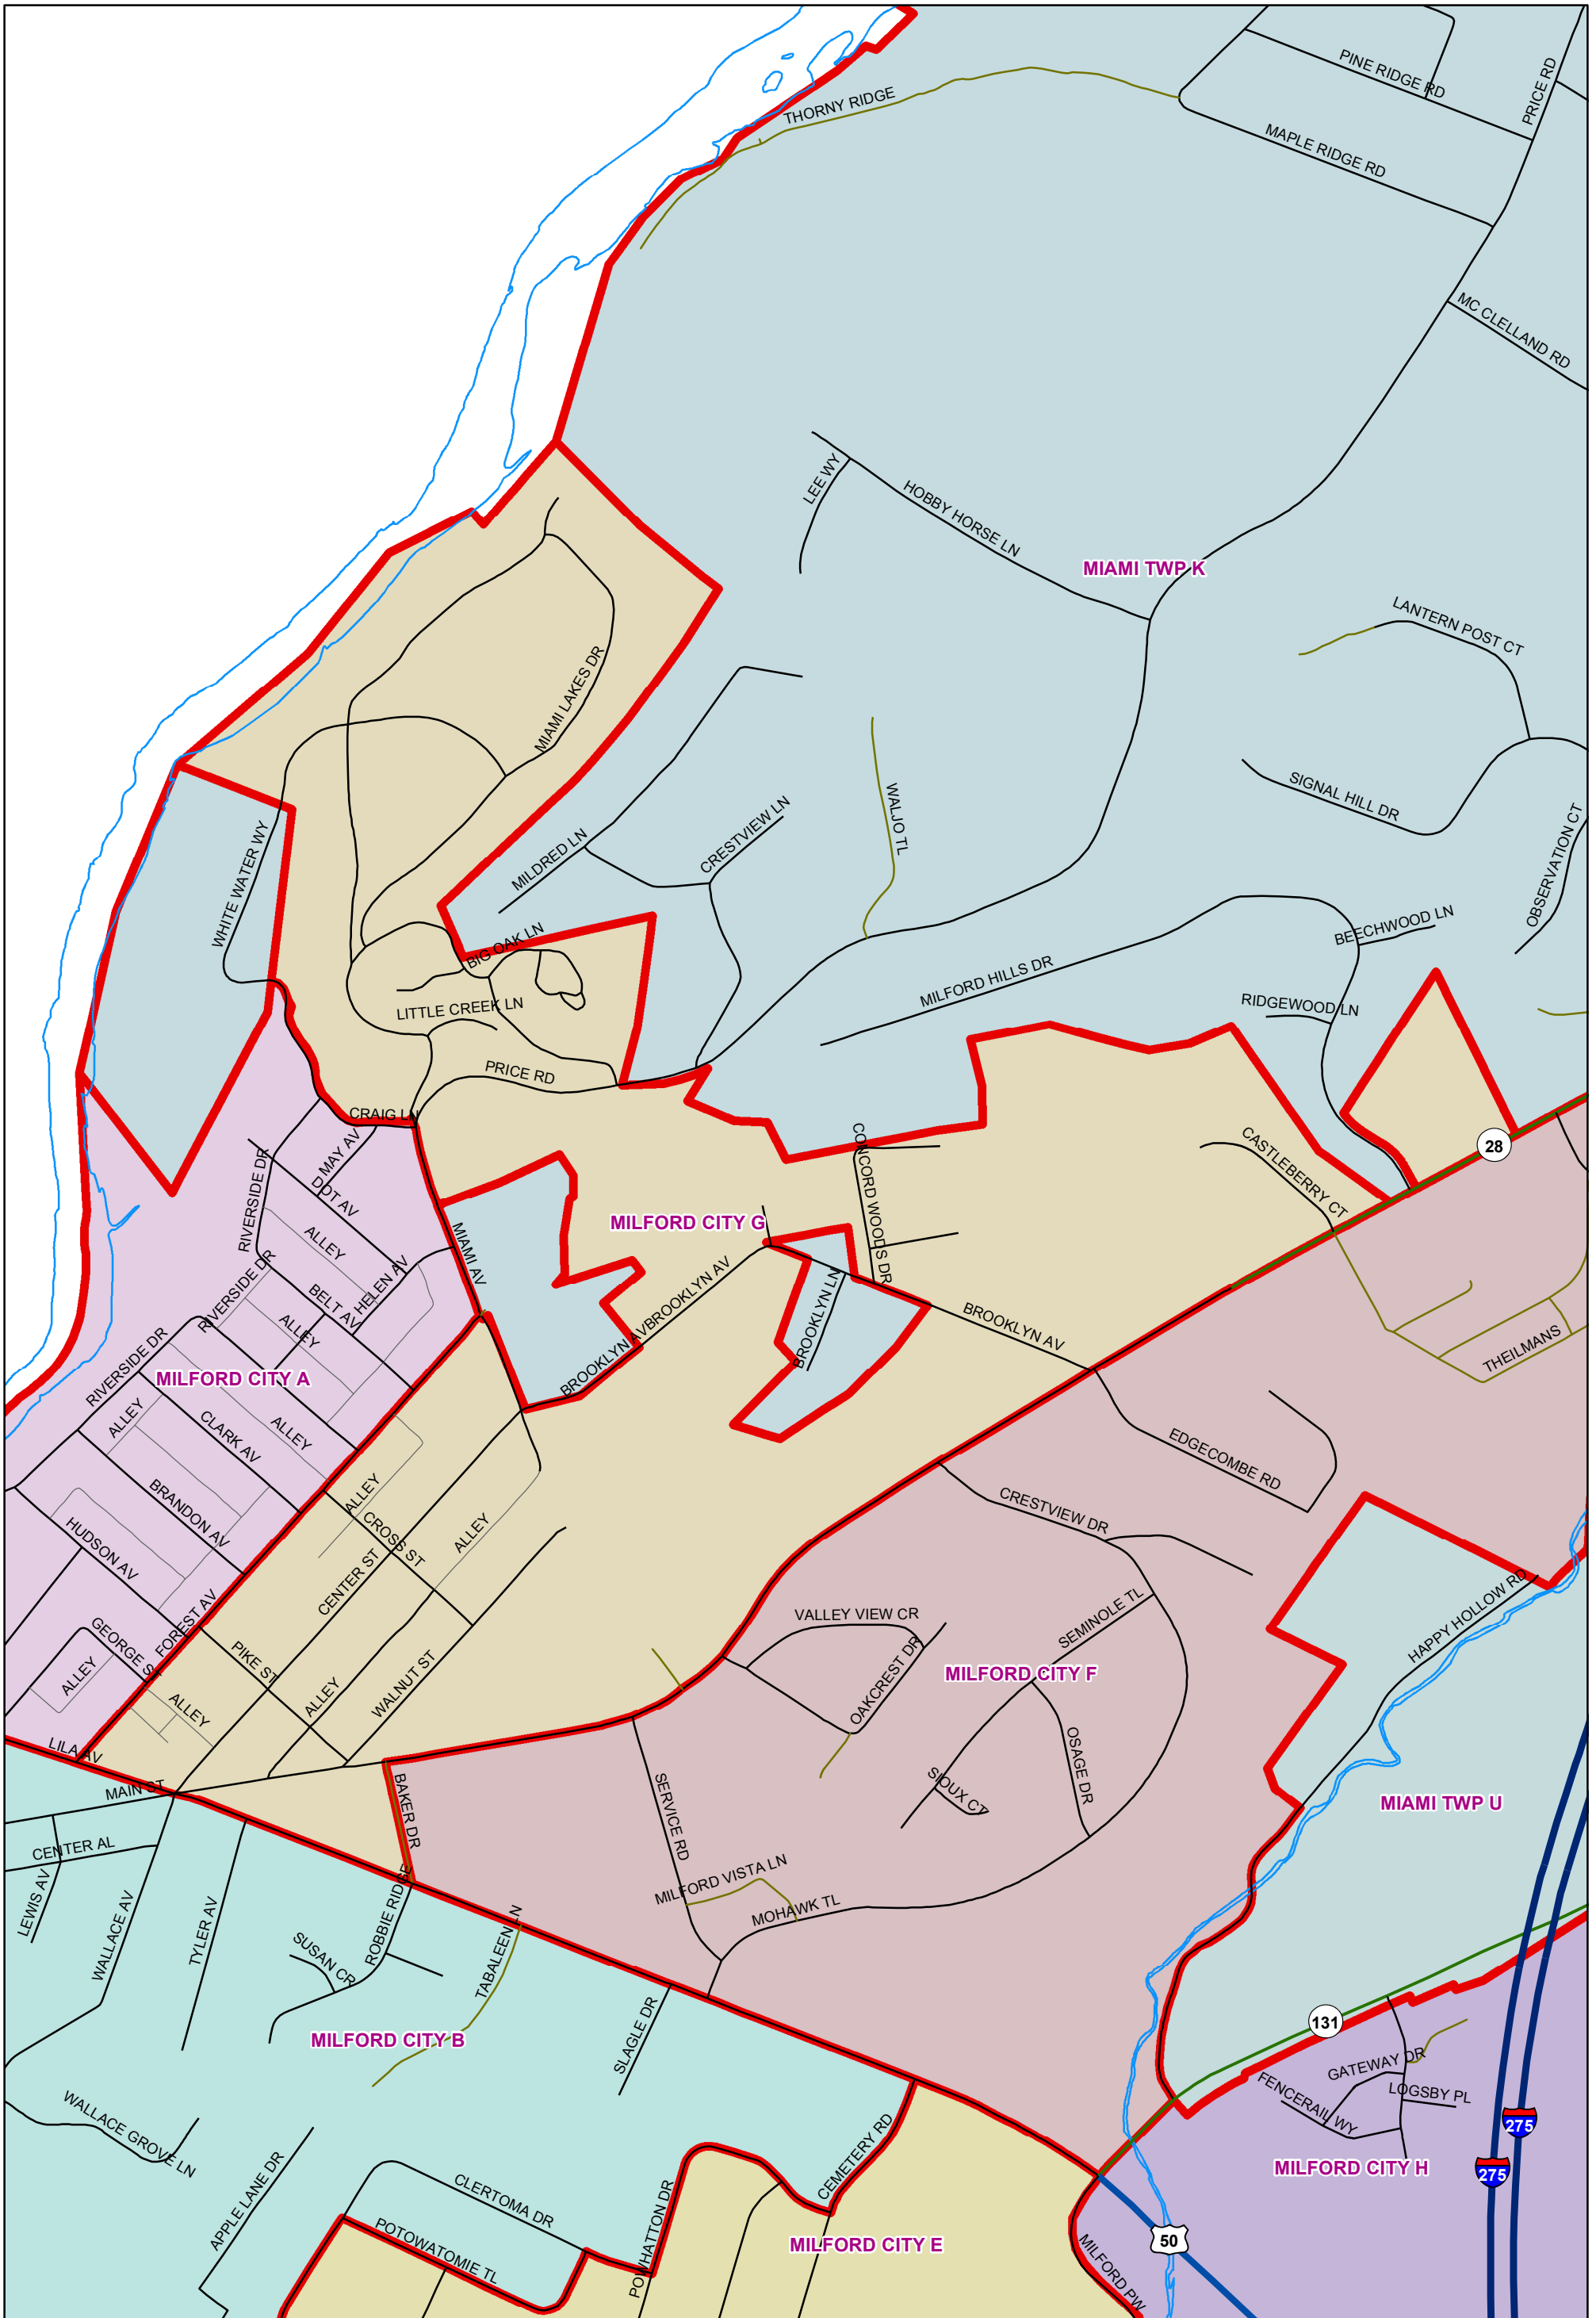 PINE RIDGE RD
PRICE RD
THORNY RIDGE
MAPLE RIDGE RD
MC CLELLAND RD
LEE WY
HOBBY HORSE LN
MIAMI TWP K
LANTERN POST CT
MIAMI LAKES DR
WALJO TL
SIGNAL HILL DR
CRESTVIEW LN
MILDRED LN
WHITE WATER WY
OBSERVATION CT
BEECHWOOD LN
BIG OAK LN
MILFORD HILLS DR
LITTLE CREEK LN
RIDGEWOOD LN
PRICE RD
CRAIG LN
MAY AV
CONCORD WOODS DR
CASTLEBERRY CT
28
RIVERSIDE DR
DOT AV
MILFORD CITY G
ALLEY
MIAMI AV
HELEN AV
BELT AV
RIVERSIDE DR
BROOKLYN AV
BROOKLYN AV
BROOKLYN LN
BROOKLYN AV
ALLEY
THEILMANS
RIVERSIDE DR
MILFORD CITY A
ALLEY
CLARK AV
ALLEY
EDGECOMBE RD
BRANDON AV
ALLEY
CRESTVIEW DR
HUDSON AV
CROSS ST
ALLEY
CENTER ST
FOREST AV
VALLEY VIEW CR
SEMINOLE TL
HAPPY HOLLOW RD
GEORGE ST
PIKE ST
ALLEY
OAKCREST DR
MILFORD CITY F
WALNUT ST
ALLEY
ALLEY
LILA AV
OSAGE DR
MAIN ST
BAKER DR
SERVICE RD
SIOUX CT
MIAMI TWP U
CENTER AL
LEWIS AV
MILFORD VISTA LN
MOHAWK TL
WALLACE AV
TYLER AV
ROBBIE RIDGE
TABALEEN LN
SUSAN CR
MILFORD CITY B
SLAGLE DR
131
GATEWAY DR
FENCERAIL WY
LOGSBY PL
WALLACE GROVE LN
275
CEMETERY RD
MILFORD CITY H
275
APPLE LANE DR
CLERTOMA DR
POWHATTON DR
POTOWATOMIE TL
MILFORD CITY E
50
MILFORD PW